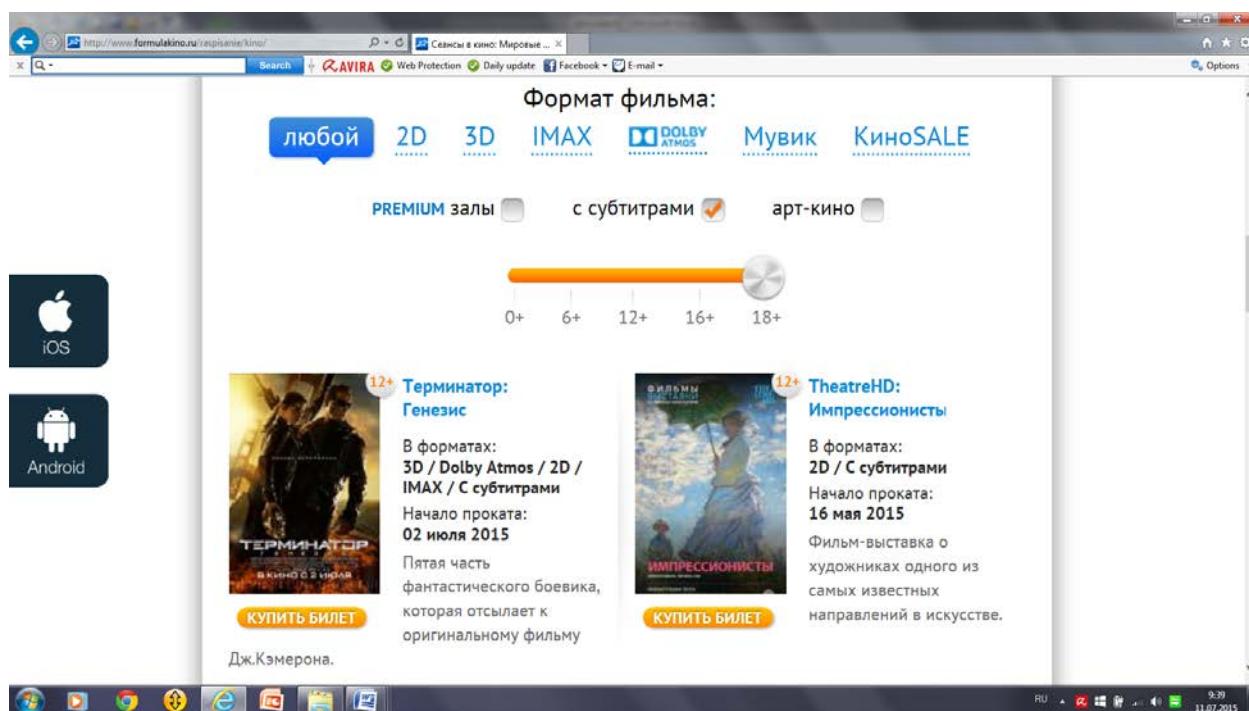 http://www.formulakino.ru/raspisanie/kino/
Сеансы в кино: Мировые ...
Search
AVIRA
Web Protection
Daily update
Facebook
E-mail
Options
Формат фильма:
любой 2D 3D IMAX DOLBY ATMOS Мувик КиноSALE
PREMIUM залы с субтитрами арт-кино
0+ 6+ 12+ 16+ 18+
iOS
Android
12+
Терминатор:
Генезис
В форматах:
3D / Dolby Atmos / 2D /
IMAX / С субтитрами
Начало проката:
02 июля 2015
Пятая часть
фантастического боевика,
которая отсылает к
оригинальному фильму
Дж.Кэмерона.
ТЕРМИНАТОР
В КИНО С 2 ИЮЛЯ
КУПИТЬ БИЛЕТ
12+
TheatreHD:
Импрессионисты
В форматах:
2D / С субтитрами
Начало проката:
16 мая 2015
Фильм-выставка о
художниках одного из
самых известных
направлений в искусстве.
ФИЛЬМЫ
ВЫСТАВКИ
ИМПРЕССИОНИСТЫ
КУПИТЬ БИЛЕТ
RU
9:39
11.07.2015